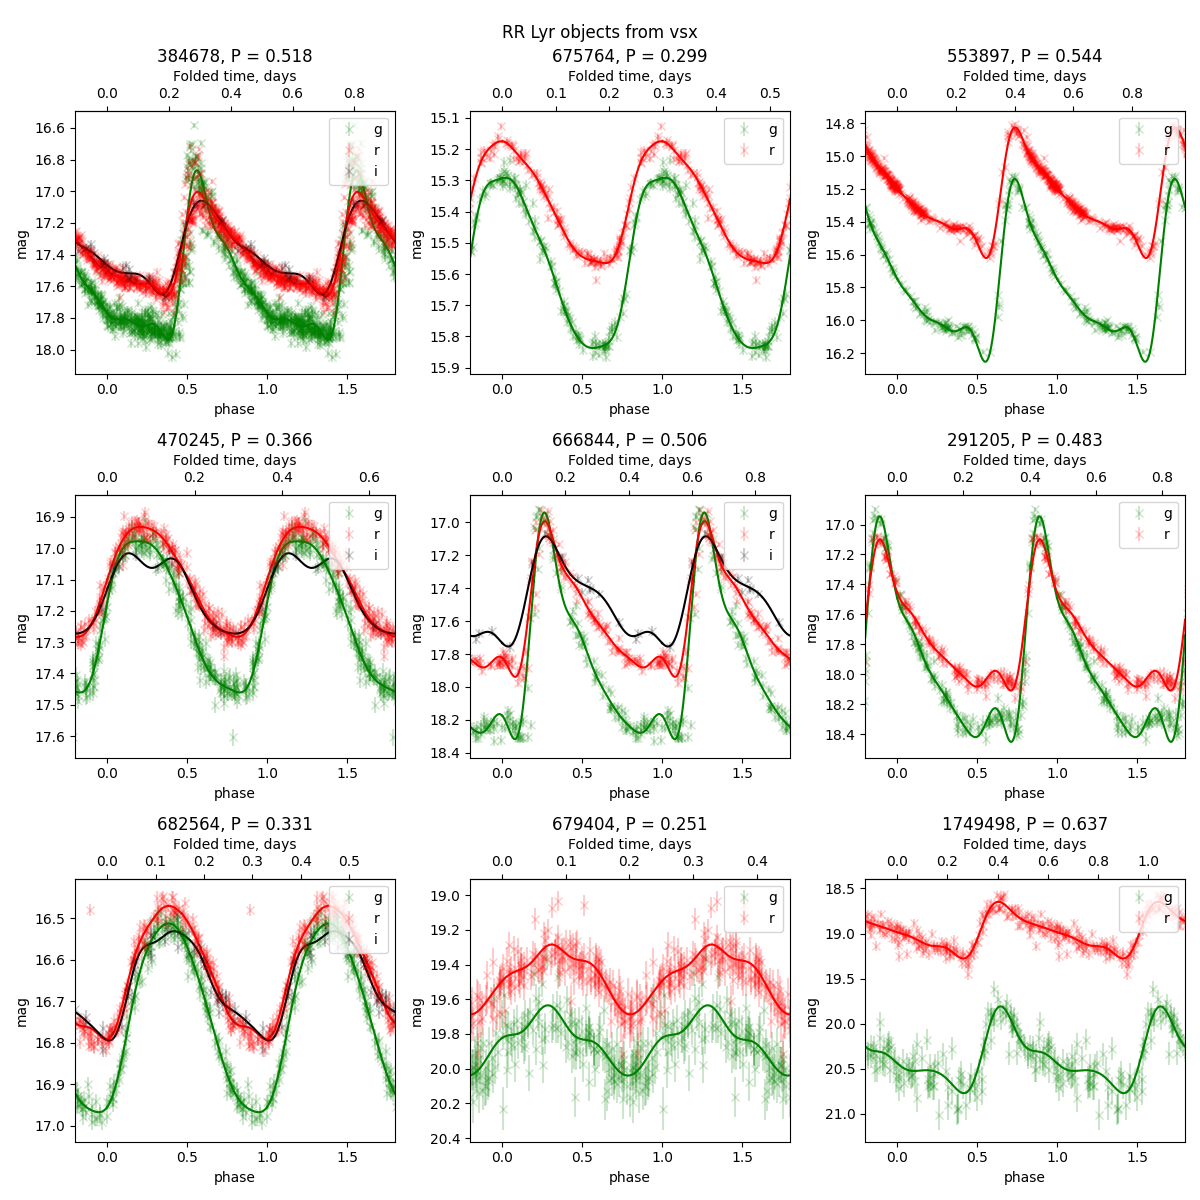 RR Lyr objects from vsx
384678, P = 0.518
Folded time, days
0.0 0.2 0.4 0.6 0.8
16.6
16.8
17.0
17.2
17.4
17.6
17.8
18.0
mag
g
r
i
0.0 0.5 1.0 1.5
phase
675764, P = 0.299
Folded time, days
0.0 0.1 0.2 0.3 0.4 0.5
15.1
15.2
15.3
15.4
15.5
15.6
15.7
15.8
15.9
mag
g
r
0.0 0.5 1.0 1.5
phase
553897, P = 0.544
Folded time, days
0.0 0.2 0.4 0.6 0.8
14.8
15.0
15.2
15.4
15.6
15.8
16.0
16.2
mag
g
r
0.0 0.5 1.0 1.5
phase
470245, P = 0.366
Folded time, days
0.0 0.2 0.4 0.6
16.9
17.0
17.1
17.2
17.3
17.4
17.5
17.6
mag
g
r
i
0.0 0.5 1.0 1.5
phase
666844, P = 0.506
Folded time, days
0.0 0.2 0.4 0.6 0.8
17.0
17.2
17.4
17.6
17.8
18.0
18.2
18.4
mag
g
r
i
0.0 0.5 1.0 1.5
phase
291205, P = 0.483
Folded time, days
0.0 0.2 0.4 0.6 0.8
17.0
17.2
17.4
17.6
17.8
18.0
18.2
18.4
mag
g
r
0.0 0.5 1.0 1.5
phase
682564, P = 0.331
Folded time, days
0.0 0.1 0.2 0.3 0.4 0.5
16.5
16.6
16.7
16.8
16.9
17.0
mag
g
r
i
0.0 0.5 1.0 1.5
phase
679404, P = 0.251
Folded time, days
0.0 0.1 0.2 0.3 0.4
19.0
19.2
19.4
19.6
19.8
20.0
20.2
20.4
mag
g
r
0.0 0.5 1.0 1.5
phase
1749498, P = 0.637
Folded time, days
0.0 0.2 0.4 0.6 0.8 1.0
18.5
19.0
19.5
20.0
20.5
21.0
mag
g
r
0.0 0.5 1.0 1.5
phase